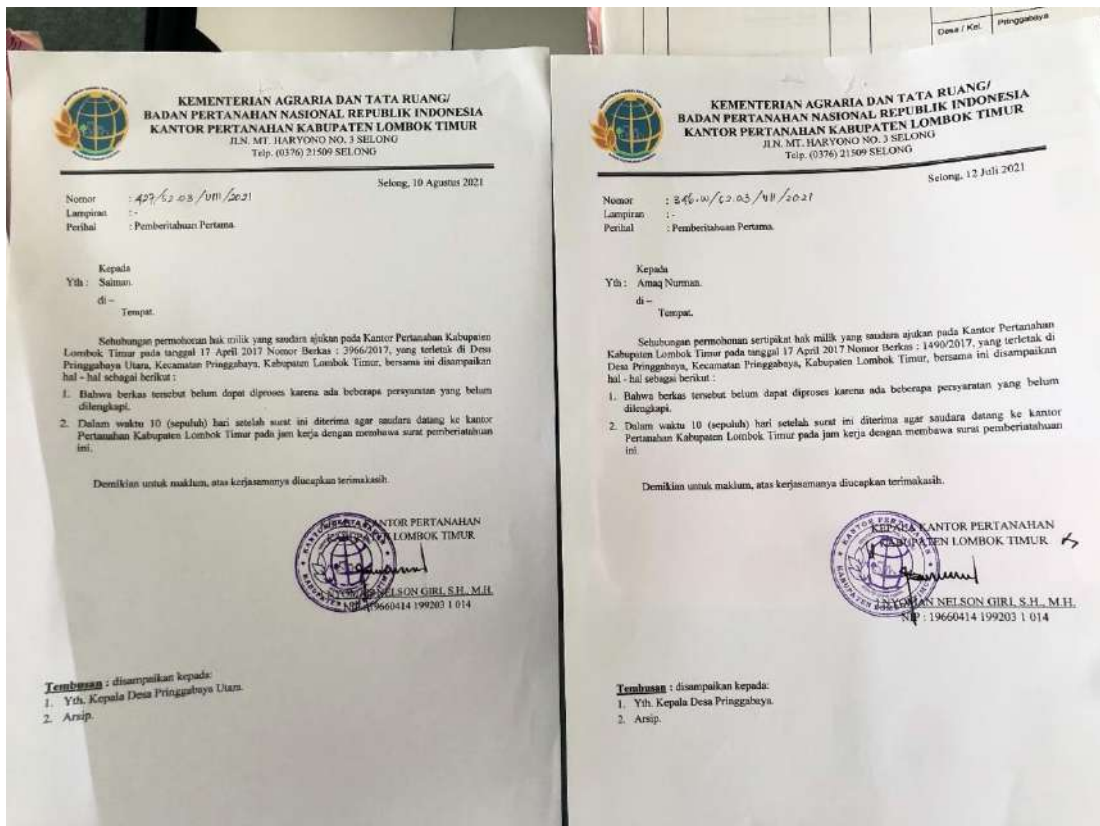 Desa / Kel.
Pringgabaya
KEMENTERIAN AGRARIA DAN TATA RUANG/
BADAN PERTANAHAN NASIONAL REPUBLIK INDONESIA
KANTOR PERTANAHAN KABUPATEN LOMBOK TIMUR
JLN. MT. HARYONO NO. 3 SELONG
Telp. (0376) 21509 SELONG
Selong, 10 Agustus 2021
Nomor : 427/52.03/VIII/2021
Lampiran : -
Perihal : Pemberitahuan Pertama.
Kepada
Yth : Salman.
di –
Tempat.
Sehubungan permohonan hak milik yang saudara ajukan pada Kantor Pertanahan Kabupaten
Lombok Timur pada tanggal 17 April 2017 Nomor Berkas : 3966/2017, yang terletak di Desa
Pringgabaya Utara, Kecamatan Pringgabaya, Kabupaten Lombok Timur, bersama ini disampaikan
hal - hal sebagai berikut :
1. Bahwa berkas tersebut belum dapat diproses karena ada beberapa persyaratan yang belum
dilengkapi.
2. Dalam waktu 10 (sepuluh) hari setelah surat ini diterima agar saudara datang ke kantor
Pertanahan Kabupaten Lombok Timur pada jam kerja dengan membawa surat pemberitahuan
ini.
Demikian untuk maklum, atas kerjasamanya diucapkan terimakasih.
KANTOR PERTANAHAN
KABUPATEN LOMBOK TIMUR
I NYOMAN NELSON GIRI, S.H., M.H.
NIP : 19660414 199203 1 014
Tembusan : disampaikan kepada:
1. Yth. Kepala Desa Pringgabaya Utara.
2. Arsip.
KEMENTERIAN AGRARIA DAN TATA RUANG/
BADAN PERTANAHAN NASIONAL REPUBLIK INDONESIA
KANTOR PERTANAHAN KABUPATEN LOMBOK TIMUR
JLN. MT. HARYONO NO. 3 SELONG
Telp. (0376) 21509 SELONG
Selong, 12 Juli 2021
Nomor :
Lampiran : -
Perihal : Pemberitahuan Pertama.
Kepada
Yth : Amaq Nurman.
di –
Tempat.
Sehubungan permohonan sertipikat hak milik yang saudara ajukan pada Kantor Pertanahan
Kabupaten Lombok Timur pada tanggal 17 April 2017 Nomor Berkas : 1490/2017, yang terletak di
Desa Pringgabaya, Kecamatan Pringgabaya, Kabupaten Lombok Timur, bersama ini disampaikan
hal - hal sebagai berikut :
1. Bahwa berkas tersebut belum dapat diproses karena ada beberapa persyaratan yang belum
dilengkapi.
2. Dalam waktu 10 (sepuluh) hari setelah surat ini diterima agar saudara datang ke kantor
Pertanahan Kabupaten Lombok Timur pada jam kerja dengan membawa surat pemberiatahuan
ini.
Demikian untuk maklum, atas kerjasamanya diucapkan terimakasih.
KEPALA KANTOR PERTANAHAN
KABUPATEN LOMBOK TIMUR
I NYOMAN NELSON GIRI, S.H., M.H.
NIP : 19660414 199203 1 014
Tembusan : disampaikan kepada:
1. Yth. Kepala Desa Pringgabaya.
2. Arsip.